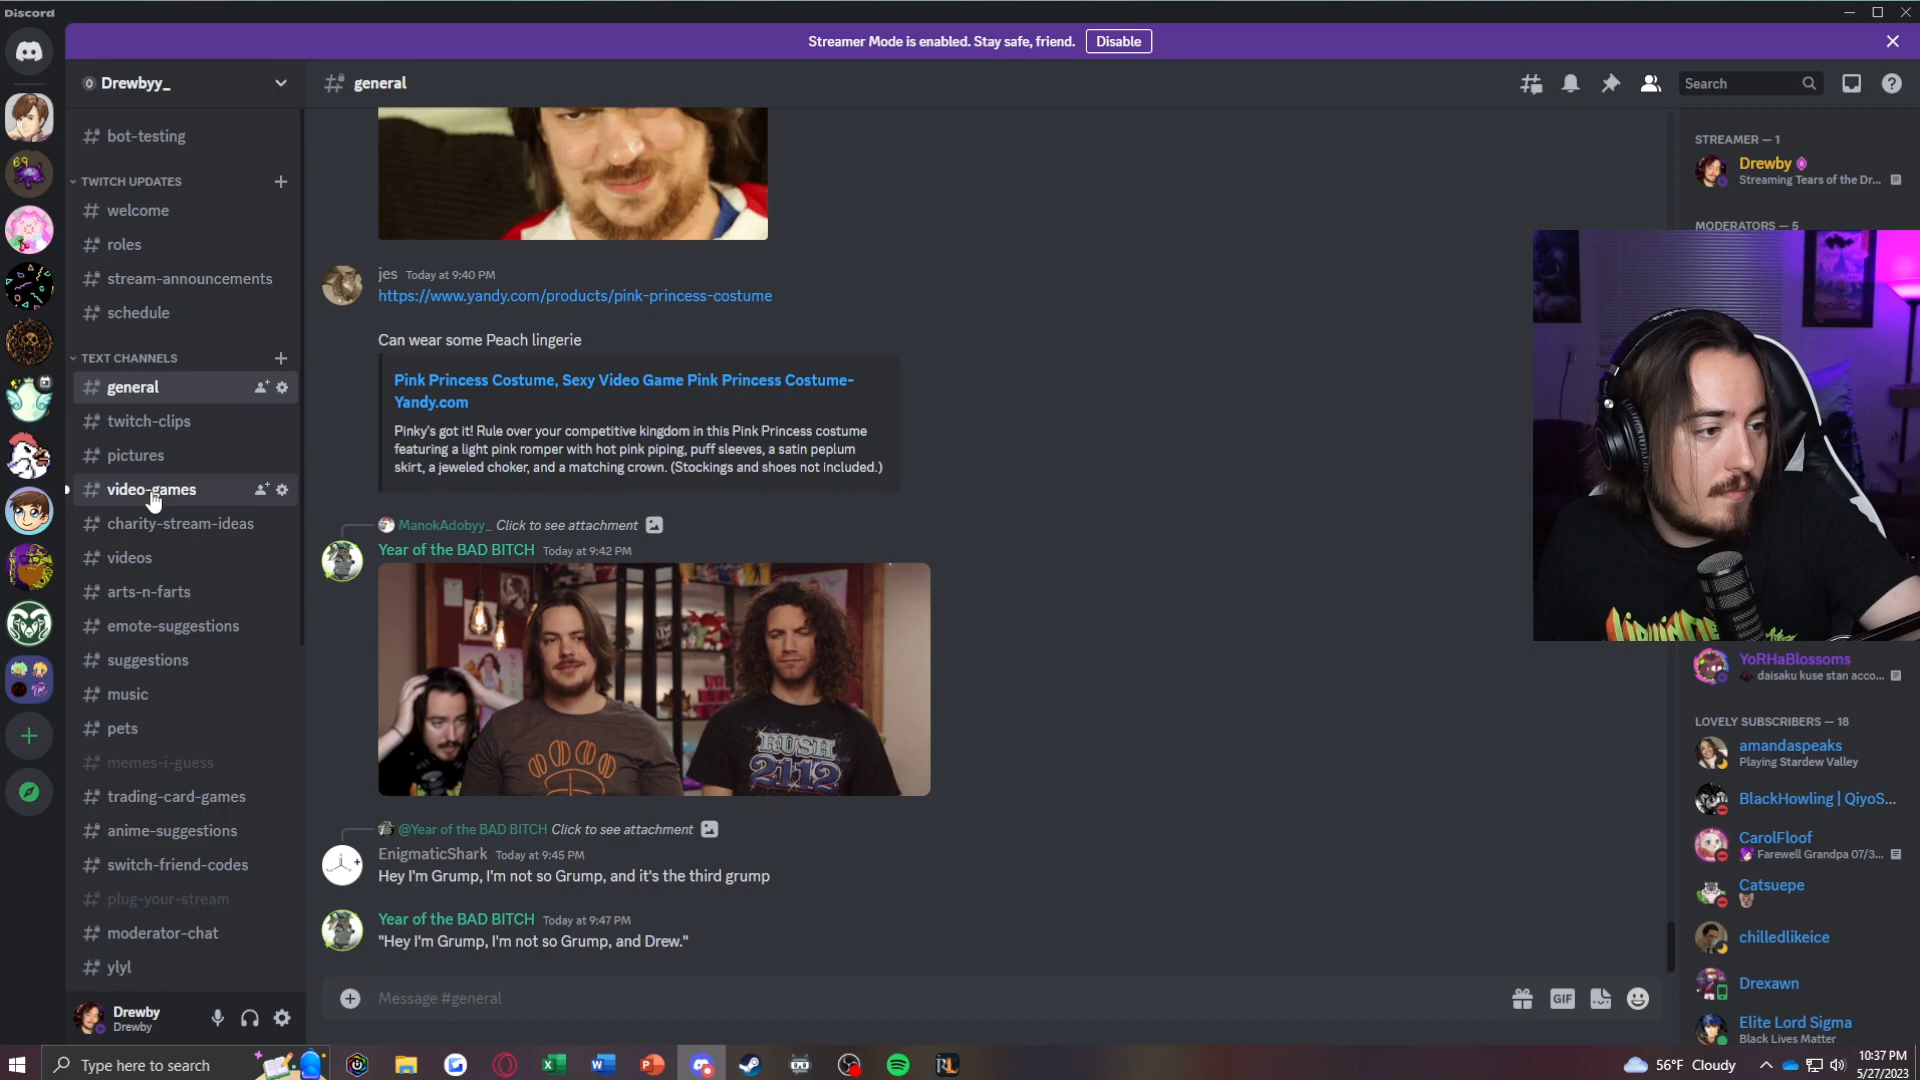 Discord
Streamer Mode is enabled. Stay safe, friend.
Disable
Drewbyy_
general
Search
bot-testing
TWITCH UPDATES
welcome
roles
stream-announcements
schedule
TEXT CHANNELS
general
twitch-clips
pictures
video-games
charity-stream-ideas
videos
arts-n-farts
emote-suggestions
suggestions
music
pets
memes-i-guess
trading-card-games
anime-suggestions
switch-friend-codes
plug-your-stream
moderator-chat
ylyl
Drewby
Drewby
jes Today at 9:40 PM
https://www.yandy.com/products/pink-princess-costume
Can wear some Peach lingerie
Pink Princess Costume, Sexy Video Game Pink Princess Costume-
Yandy.com
Pinky's got it! Rule over your competitive kingdom in this Pink Princess costume
featuring a light pink romper with hot pink piping, puff sleeves, a satin peplum
skirt, a jeweled choker, and a matching crown. (Stockings and shoes not included.)
ManokAdobyy_ Click to see attachment
Year of the BAD BITCH Today at 9:42 PM
RUSH
2112
@Year of the BAD BITCH Click to see attachment
EnigmaticShark Today at 9:45 PM
Hey I'm Grump, I'm not so Grump, and it's the third grump
Year of the BAD BITCH Today at 9:47 PM
"Hey I'm Grump, I'm not so Grump, and Drew."
Message #general
GIF
STREAMER — 1
Drewby
Streaming Tears of the Dr...
MODERATORS — 5
YoRHaBlossoms
daisaku kuse stan acco...
LOVELY SUBSCRIBERS — 18
amandaspeaks
Playing Stardew Valley
BlackHowling | QiyoS...
CarolFloof
Farewell Grandpa 07/3...
Catsuepe
chilledlikeice
Drexawn
Elite Lord Sigma
Black Lives Matter
69
Type here to search
56°F Cloudy
10:37 PM
5/27/2023